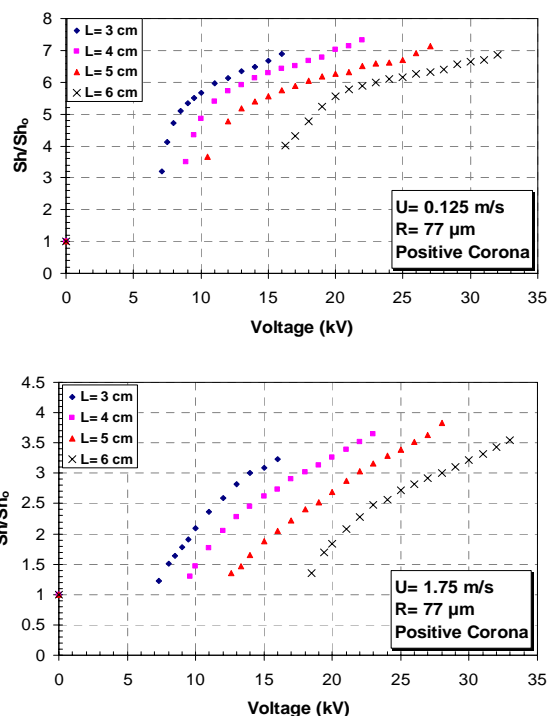 8
7
6
5
4
3
2
1
0
Sh/Shₒ
L= 3 cm
L= 4 cm
L= 5 cm
L= 6 cm
U= 0.125 m/s
R= 77 µm
Positive Corona
0 5 10 15 20 25 30 35
Voltage (kV)
4.5
4
3.5
3
2.5
2
1.5
1
0.5
0
Sh/Shₒ
L= 3 cm
L= 4 cm
L= 5 cm
L= 6 cm
U= 1.75 m/s
R= 77 µm
Positive Corona
0 5 10 15 20 25 30 35
Voltage (kV)